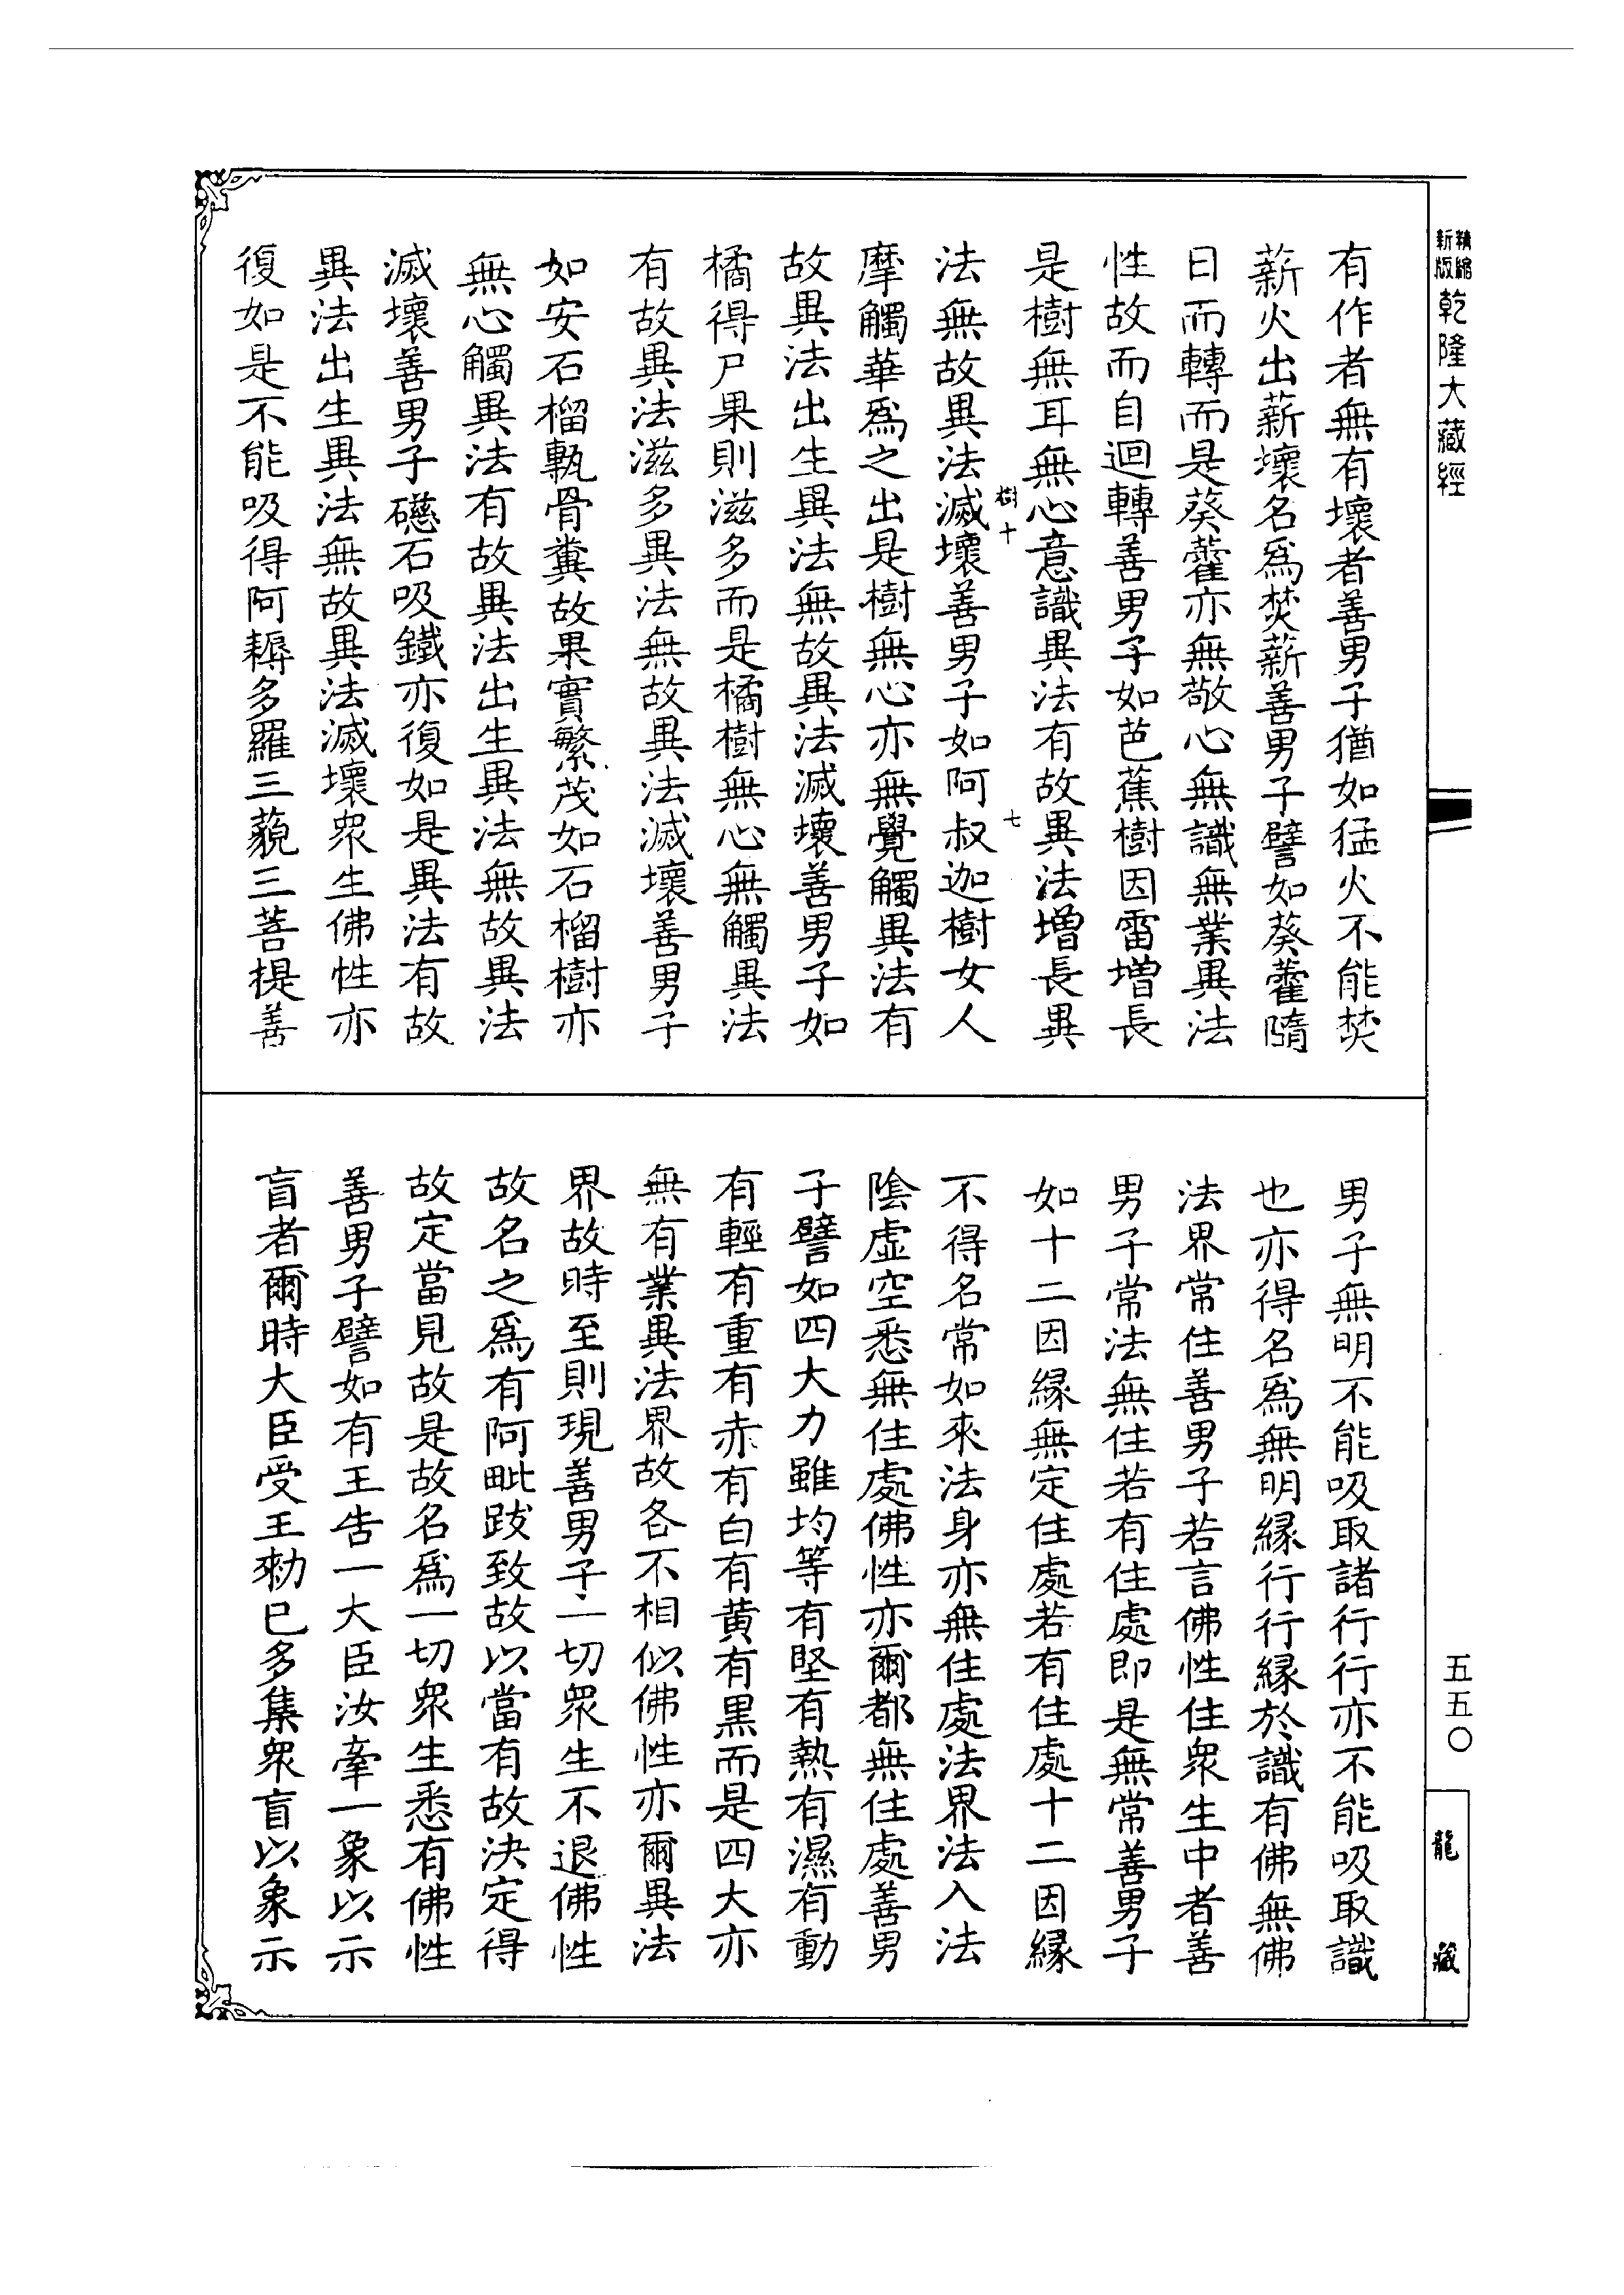 新版精縮乾隆大藏經
有作者無有壞者善男子猶如猛火不能焚
薪火出薪壞名爲焚薪善男子譬如葵藿隨
日而轉而是葵藿亦無敬心無識無業異法
性故而自迴轉善男子如芭蕉樹因雷增長
是樹無耳無心意識異法有故異法增長異
樹十 七
法無故異法滅壞善男子如阿叔迦樹女人
摩觸華爲之出是樹無心亦無覺觸異法有
故異法出生異法無故異法滅壞善男子如
橘得尸果則滋多而是橘樹無心無觸異法
有故異法滋多異法無故異法滅壞善男子
如安石榴甎骨糞故果實繁茂如石榴樹亦
無心觸異法有故異法出生異法無故異法
滅壞善男子礠石吸鐵亦復如是異法有故
異法出生異法無故異法滅壞眾生佛性亦
復如是不能吸得阿耨多羅三藐三菩提善
男子無明不能吸取諸行行亦不能吸取識
也亦得名爲無明緣行行緣於識有佛無佛
法界常住善男子若言佛性住眾生中者善
男子常法無住若有住處即是無常善男子
如十二因緣無定住處若有住處十二因緣
不得名常如來法身亦無住處法界法入法
陰虛空悉無住處佛性亦爾都無住處善男
子譬如四大力雖均等有堅有熱有濕有動
有輕有重有赤有白有黃有黑而是四大亦
無有業異法界故各不相似佛性亦爾異法
界故時至則現善男子一切眾生不退佛性
故名之爲有阿毗跋致故以當有故決定得
故定當見故是故名爲一切眾生悉有佛性
善男子譬如有王告一大臣汝牽一象以示
盲者爾時大臣受王勑已多集眾盲以象示
五五〇
龍藏